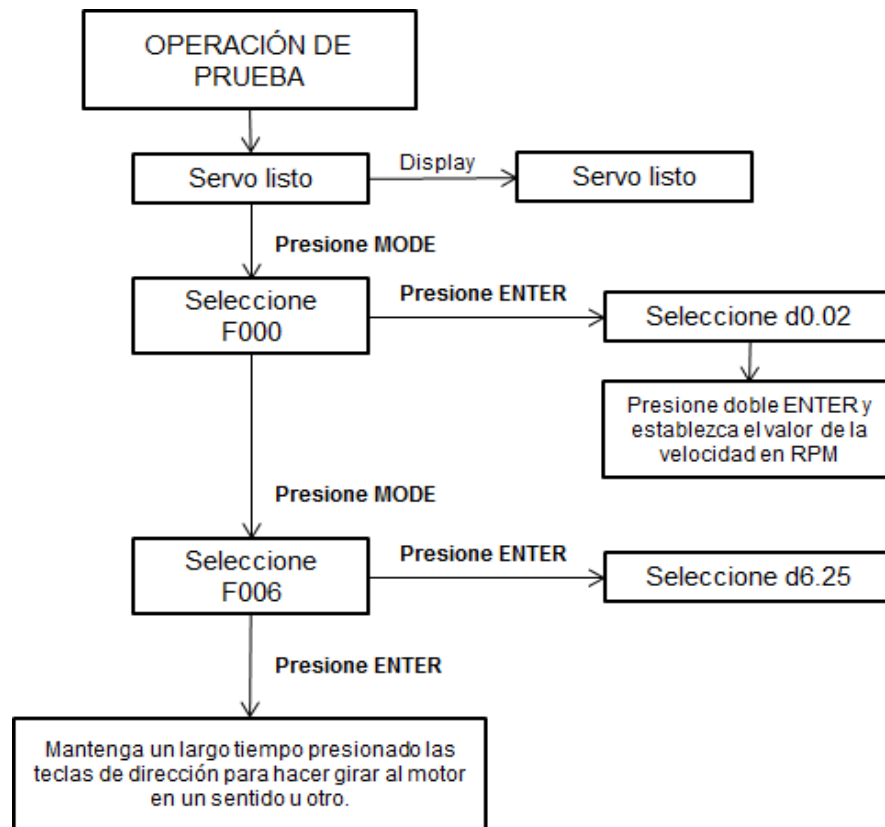 OPERACIÓN DE
PRUEBA
Servo listo
Display
Servo listo
Presione MODE
Seleccione
F000
Presione ENTER
Seleccione d0.02
Presione doble ENTER y
establezca el valor de la
velocidad en RPM
Presione MODE
Seleccione
F006
Presione ENTER
Seleccione d6.25
Presione ENTER
Mantenga un largo tiempo presionado las
teclas de dirección para hacer girar al motor
en un sentido u otro.